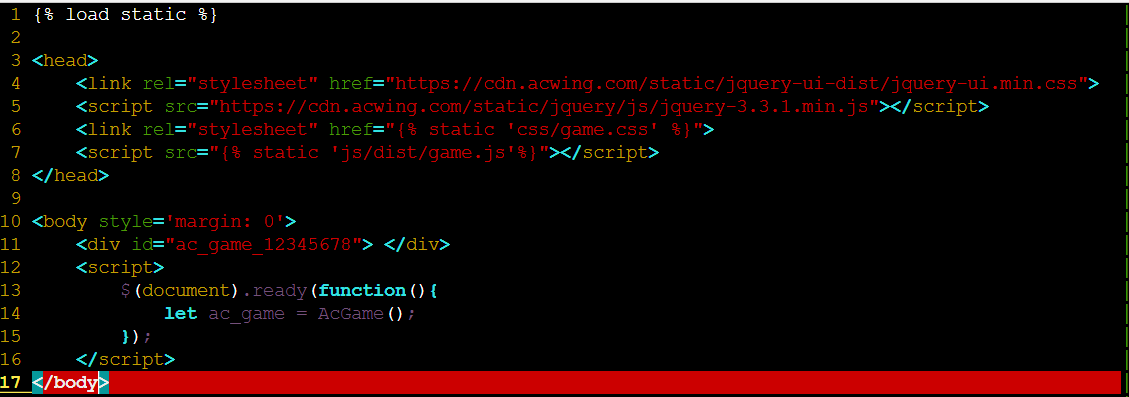 1 {% load static %}
2
3 <head>
4     <link rel="stylesheet" href="https://cdn.acwing.com/static/jquery-ui-dist/jquery-ui.min.css">
5     <script src="https://cdn.acwing.com/static/jquery/js/jquery-3.3.1.min.js"></script>
6     <link rel="stylesheet" href="{% static 'css/game.css' %}">
7     <script src="{% static 'js/dist/game.js'%}"></script>
8 </head>
9
10 <body style='margin: 0'>
11     <div id="ac_game_12345678"> </div>
12     <script>
13         $(document).ready(function(){
14             let ac_game = AcGame();
15         });
16     </script>
17 </body>